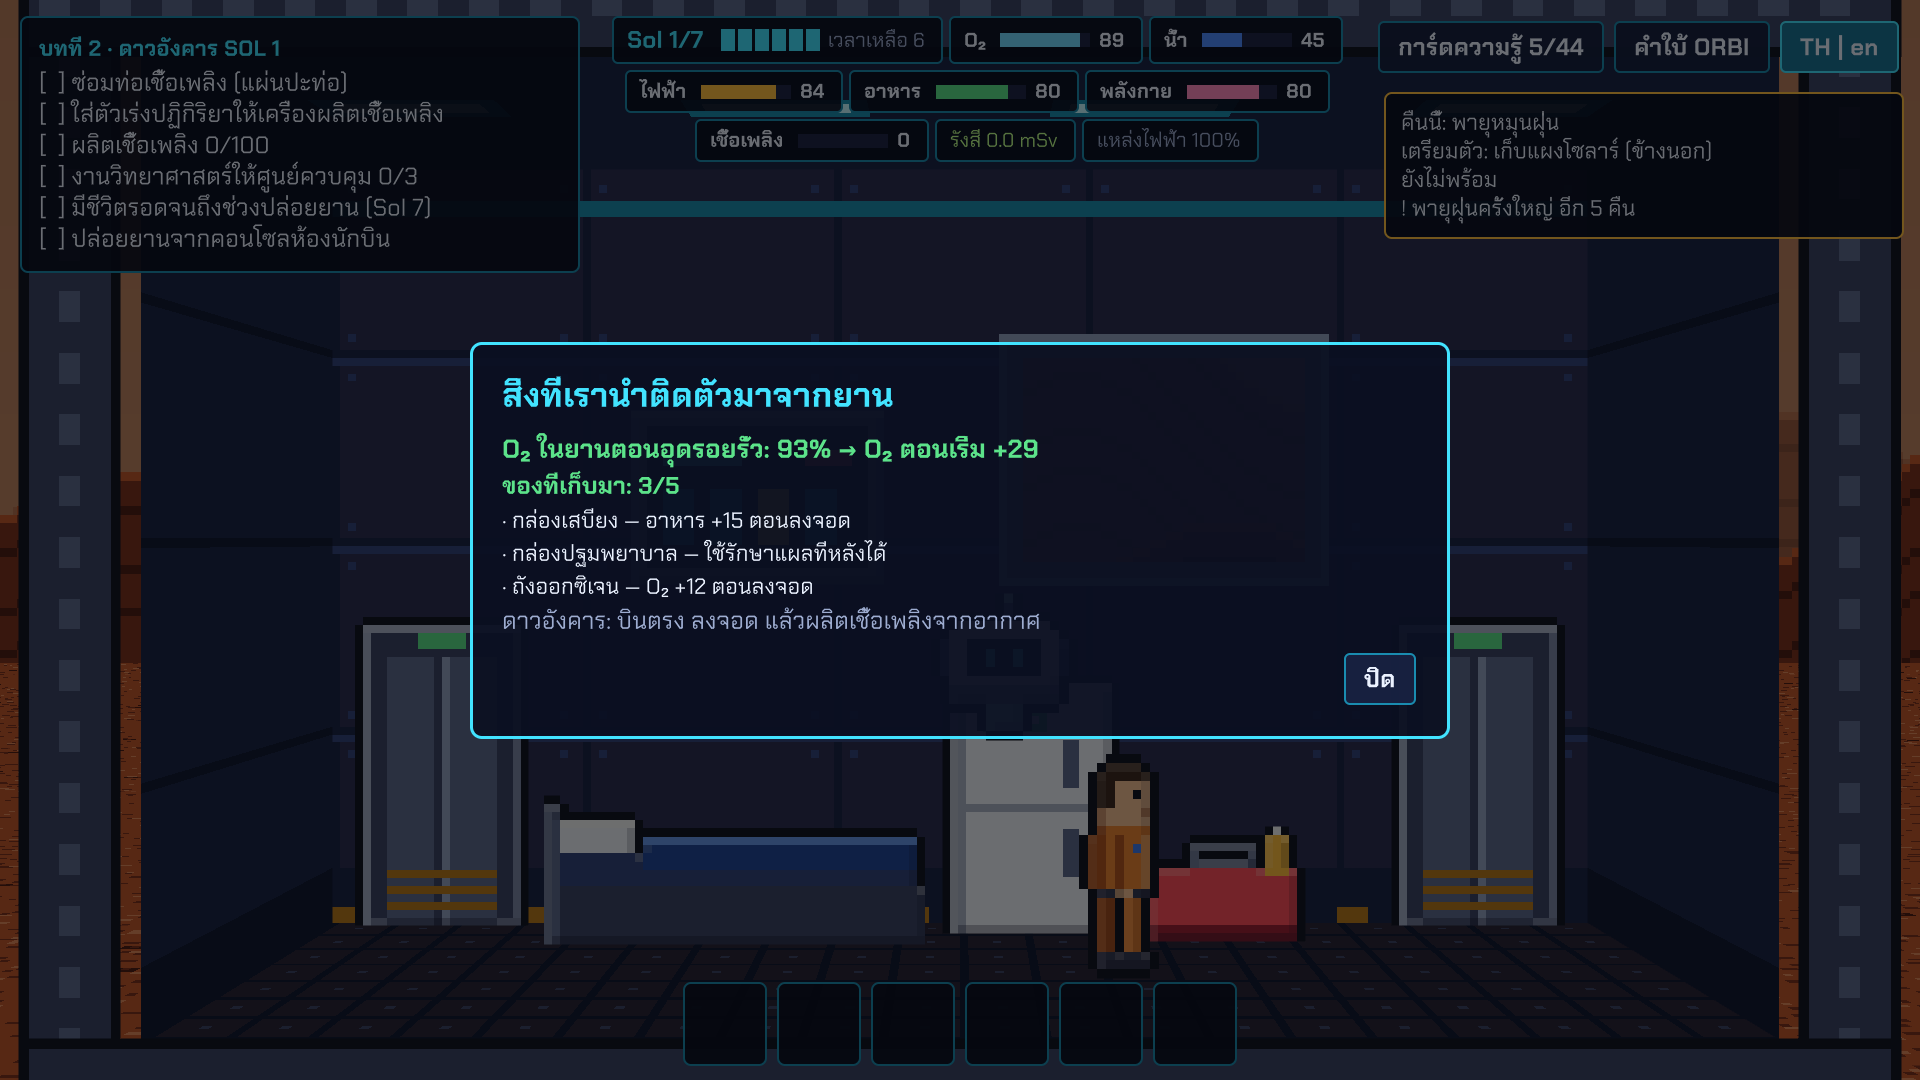 บทที่ 2 · ดาวอังคาร SOL 1
[ ] ซ่อมท่อเชื้อเพลิง (แผ่นปะท่อ)
[ ] ใส่ตัวเร่งปฏิกิริยาให้เครื่องผลิตเชื้อเพลิง
[ ] ผลิตเชื้อเพลิง 0/100
[ ] งานวิทยาศาสตร์ให้ศูนย์ควบคุม 0/3
[ ] มีชีวิตรอดจนถึงช่วงปล่อยยาน (Sol 7)
[ ] ปล่อยยานจากคอนโซลห้องนักบิน
Sol 1/7 เวลาเหลือ 6
O₂ 89
น้ำ 45
ไฟฟ้า 84
อาหาร 80
พลังกาย 80
เชื้อเพลิง 0
รังสี 0.0 mSv
แหล่งไฟฟ้า 100%
การ์ดความรู้ 5/44
คำใบ้ ORBI
TH | en
คืนนี้: พายุหมุนฝุ่น
เตรียมตัว: เก็บแผงโซลาร์ (ข้างนอก)
ยังไม่พร้อม
! พายุฝุ่นครั้งใหญ่ อีก 5 คืน
สิ่งที่เรานำติดตัวมาจากยาน
O₂ ในยานตอนอุดรอยรั่ว: 93% → O₂ ตอนเริ่ม +29
ของที่เก็บมา: 3/5
· กล่องเสบียง — อาหาร +15 ตอนลงจอด
· กล่องปฐมพยาบาล — ใช้รักษาแผลทีหลังได้
· ถังออกซิเจน — O₂ +12 ตอนลงจอด
ดาวอังคาร: บินตรง ลงจอด แล้วผลิตเชื้อเพลิงจากอากาศ
ปิด